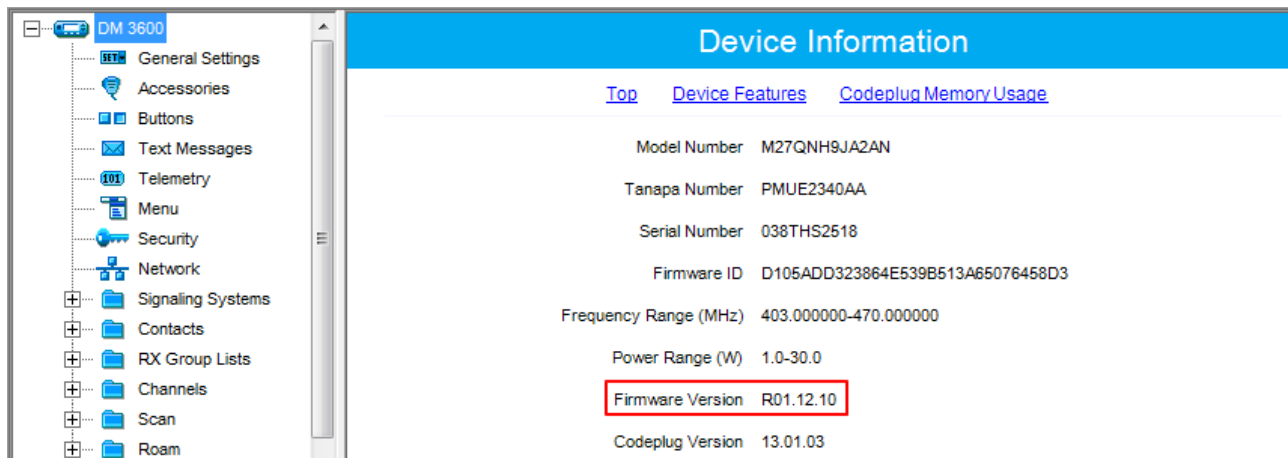 DM 3600
General Settings
Accessories
Buttons
Text Messages
Telemetry
Menu
Security
Network
Signaling Systems
Contacts
RX Group Lists
Channels
Scan
Roam
Device Information
Top Device Features Codeplug Memory Usage
Model Number M27QNH9JA2AN
Tanapa Number PMUE2340AA
Serial Number 038THS2518
Firmware ID D105ADD323864E539B513A65076458D3
Frequency Range (MHz) 403.000000-470.000000
Power Range (W) 1.0-30.0
Firmware Version R01.12.10
Codeplug Version 13.01.03